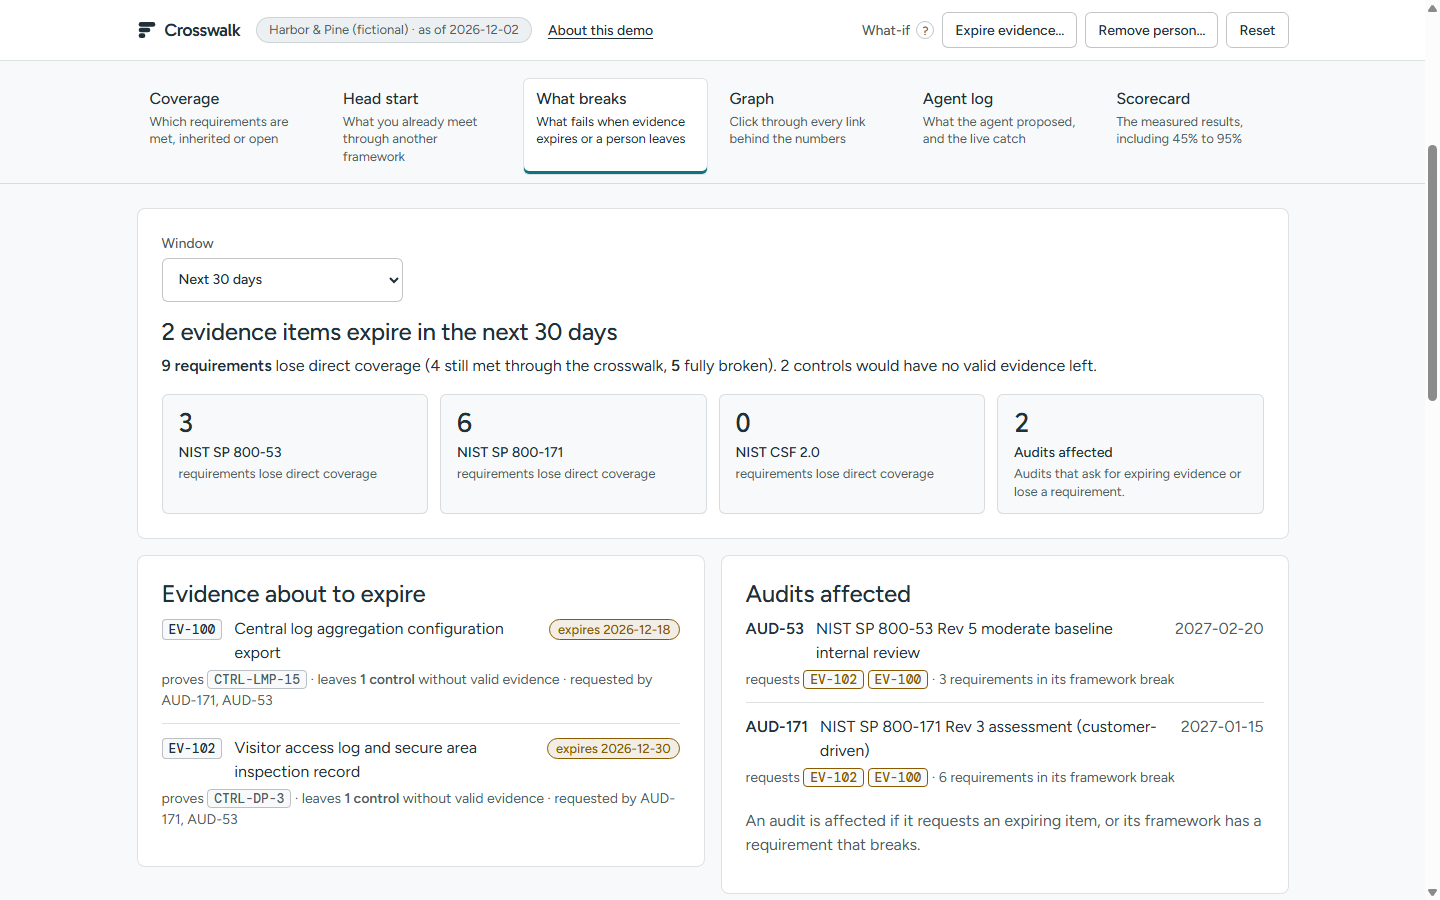 Crosswalk
Harbor & Pine (fictional) · as of 2026-12-02
About this demo
What-if ?
Expire evidence...
Remove person...
Reset
Coverage
Which requirements are
met, inherited or open
Head start
What you already meet
through another
framework
What breaks
What fails when evidence
expires or a person leaves
Graph
Click through every link
behind the numbers
Agent log
What the agent proposed,
and the live catch
Scorecard
The measured results,
including 45% to 95%
Window
Next 30 days
2 evidence items expire in the next 30 days
9 requirements lose direct coverage (4 still met through the crosswalk, 5 fully broken). 2 controls would have no valid evidence left.
3
NIST SP 800-53
requirements lose direct coverage
6
NIST SP 800-171
requirements lose direct coverage
0
NIST CSF 2.0
requirements lose direct coverage
2
Audits affected
Audits that ask for expiring evidence or
lose a requirement.
Evidence about to expire
EV-100 Central log aggregation configuration expires 2026-12-18
export
proves CTRL-LMP-15 · leaves 1 control without valid evidence · requested by
AUD-171, AUD-53
EV-102 Visitor access log and secure area expires 2026-12-30
inspection record
proves CTRL-DP-3 · leaves 1 control without valid evidence · requested by AUD-
171, AUD-53
Audits affected
AUD-53 NIST SP 800-53 Rev 5 moderate baseline 2027-02-20
internal review
requests EV-102 EV-100 · 3 requirements in its framework break
AUD-171 NIST SP 800-171 Rev 3 assessment (customer- 2027-01-15
driven)
requests EV-102 EV-100 · 6 requirements in its framework break
An audit is affected if it requests an expiring item, or its framework has a
requirement that breaks.